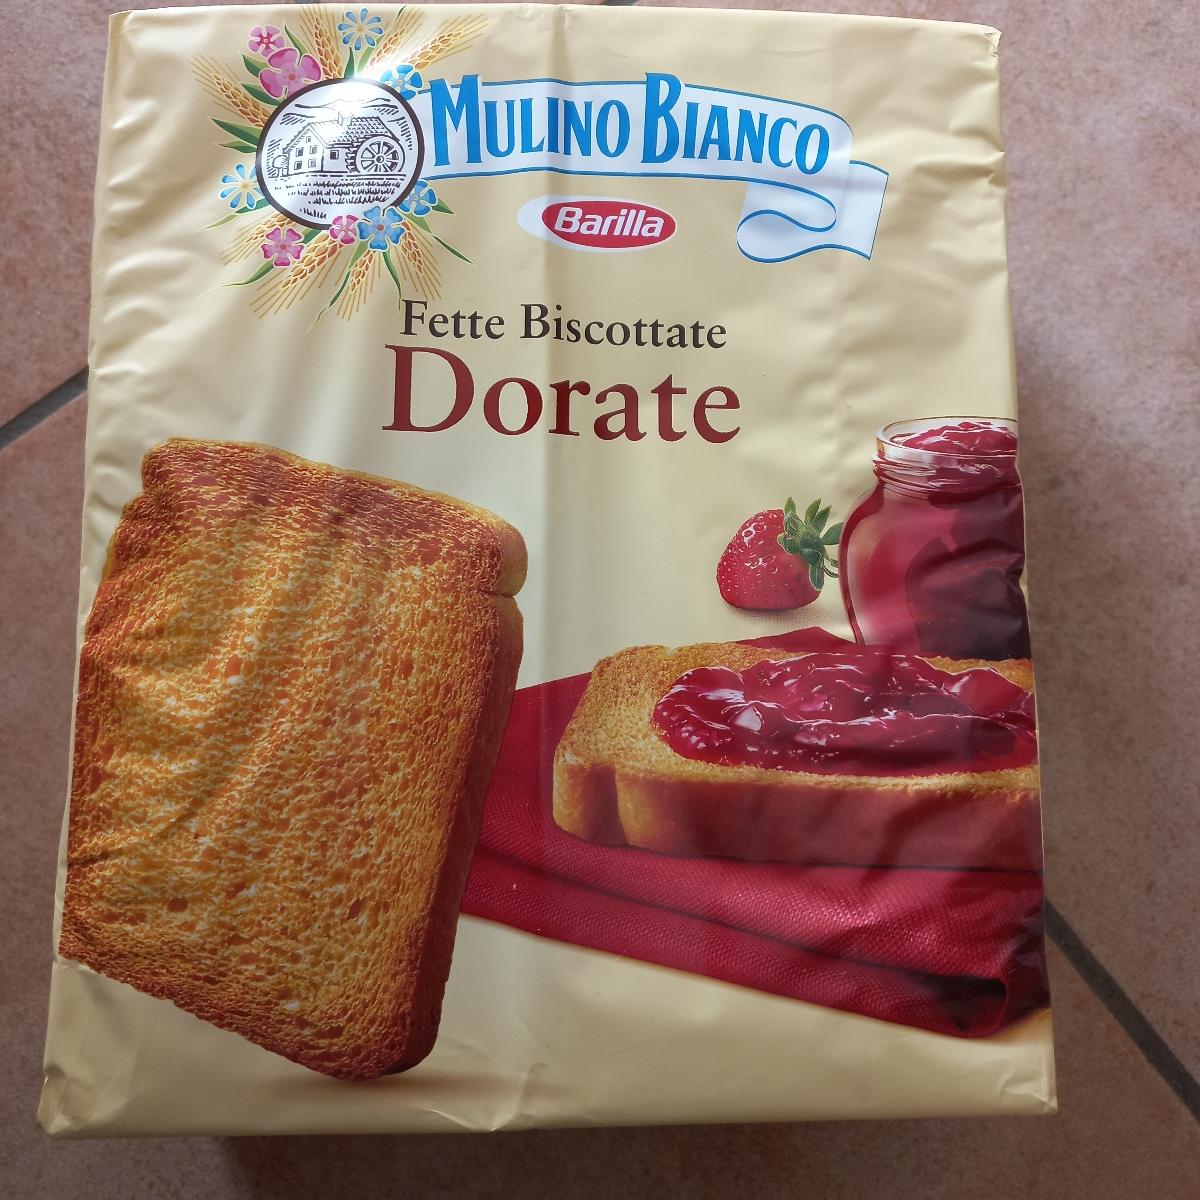 MULINO BIANCO
Barilla
Fette Biscottate
Dorate